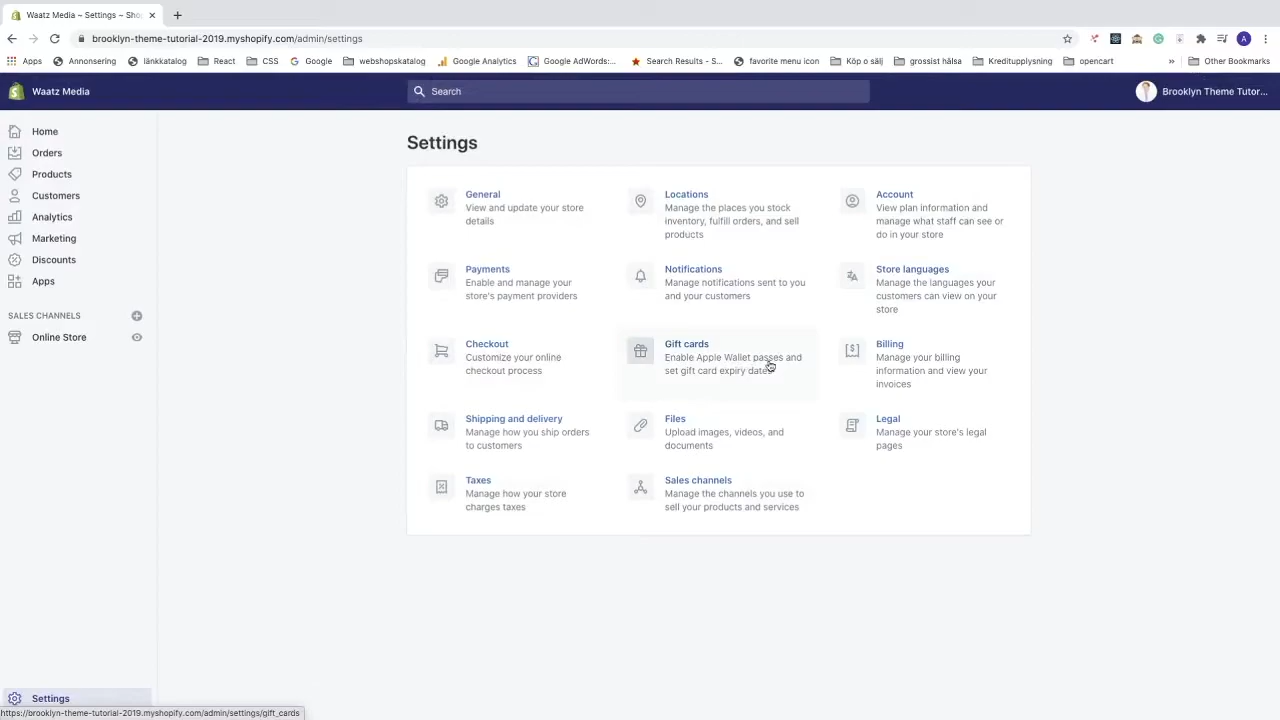 Waatz Media ~ Settings ~ Sho
brooklyn-theme-tutorial-2019.myshopify.com/admin/settings
A
Apps
Annonsering
länkkatalog
React
CSS
Google
webshopskatalog
Google Analytics
Google AdWords:...
Search Results - S...
favorite menu icon
Köp o sälj
grossist hälsa
Kreditupplysning
opencart
»
Other Bookmarks
Waatz Media
Search
Brooklyn Theme Tutor...
Home
Orders
Products
Customers
Analytics
Marketing
Discounts
Apps
SALES CHANNELS
Online Store
Settings
Settings
General
View and update your store
details
Locations
Manage the places you stock
inventory, fulfill orders, and sell
products
Account
View plan information and
manage what staff can see or
do in your store
Payments
Enable and manage your
store's payment providers
Notifications
Manage notifications sent to you
and your customers
Store languages
Manage the languages your
customers can view on your
store
Checkout
Customize your online
checkout process
Gift cards
Enable Apple Wallet passes and
set gift card expiry dates
Billing
Manage your billing
information and view your
invoices
Shipping and delivery
Manage how you ship orders
to customers
Files
Upload images, videos, and
documents
Legal
Manage your store's legal
pages
Taxes
Manage how your store
charges taxes
Sales channels
Manage the channels you use to
sell your products and services
https://brooklyn-theme-tutorial-2019.myshopify.com/admin/settings/gift_cards